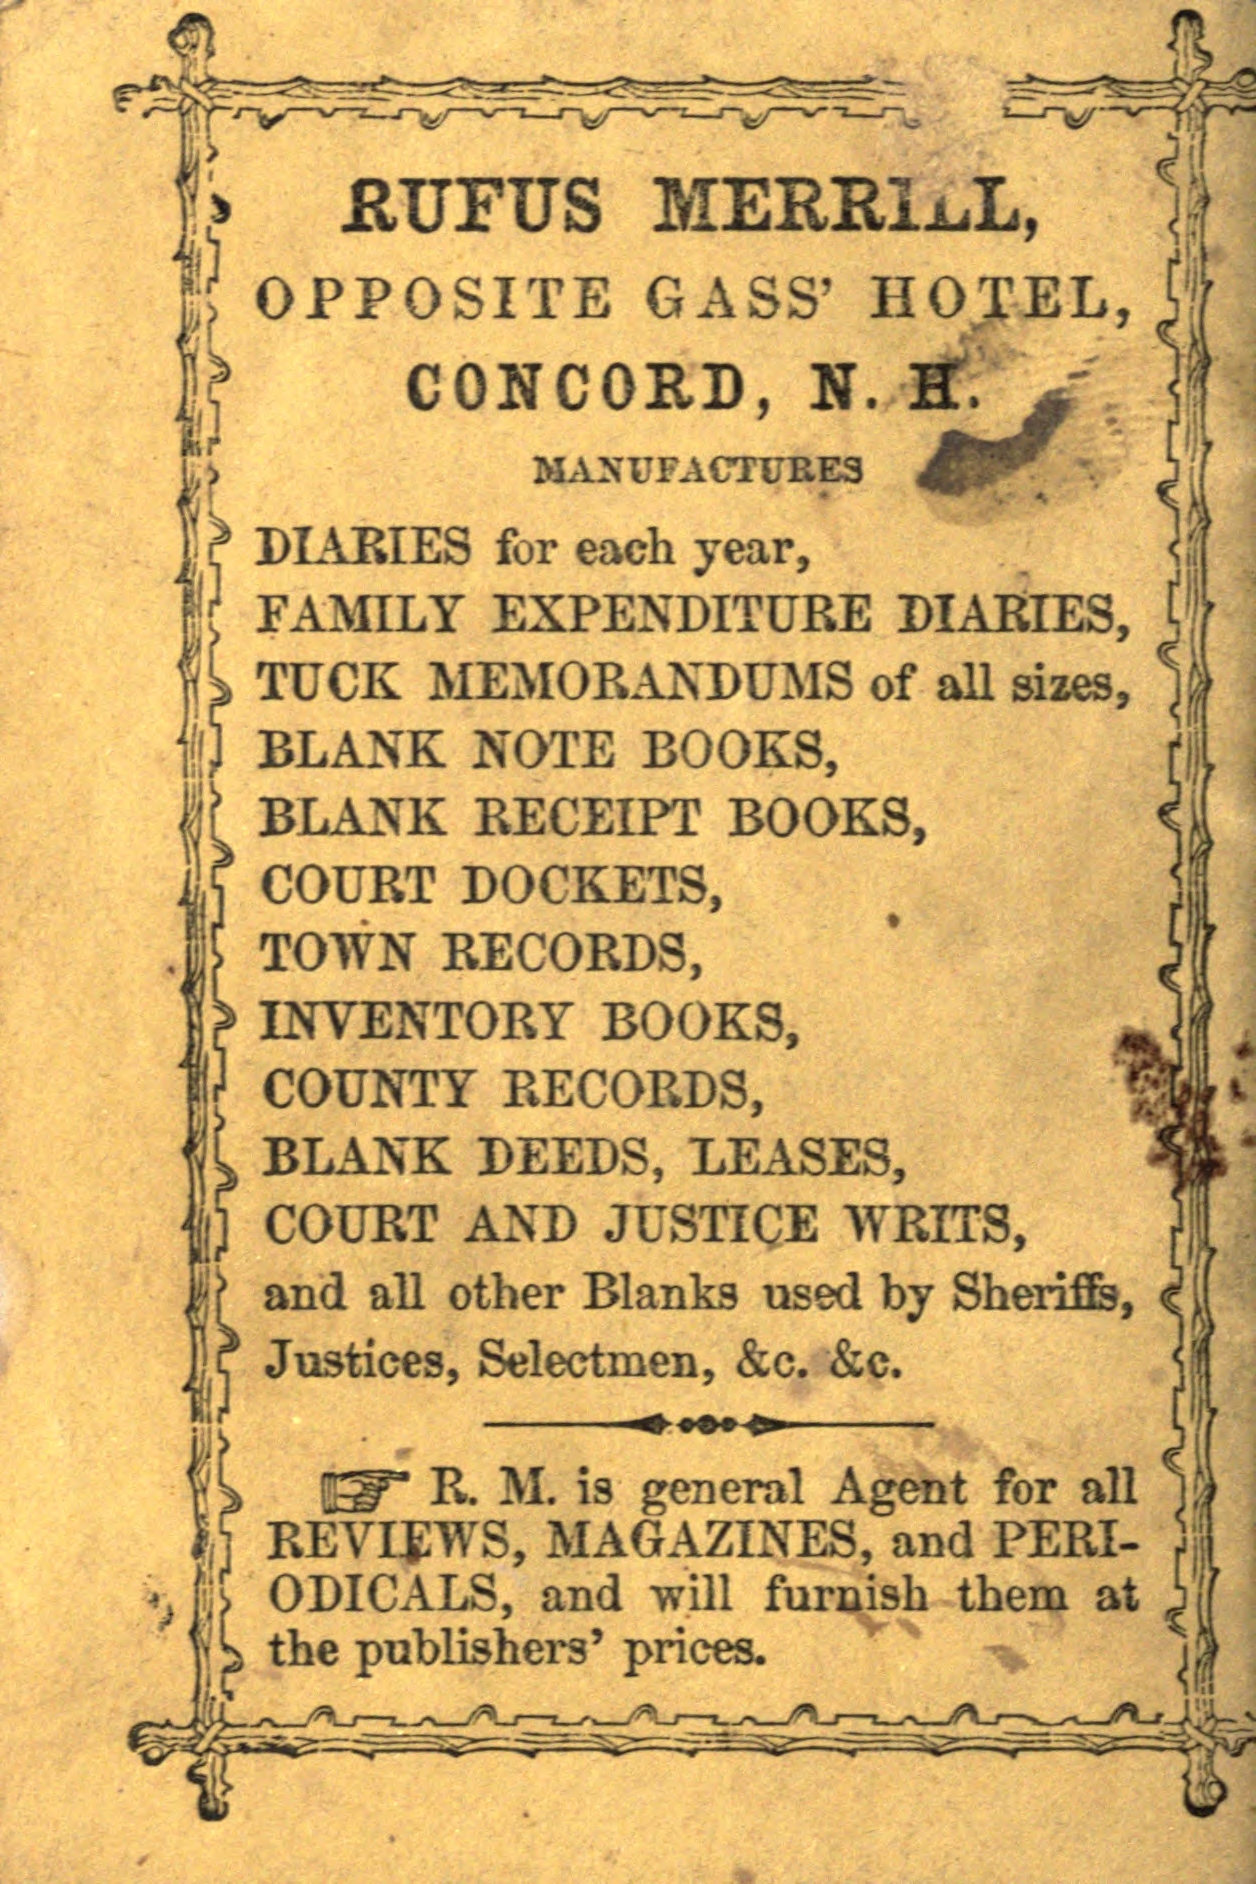 RUFUS MERRILL,
OPPOSITE GASS' HOTEL,
CONCORD, N. H.
MANUFACTURES
DIARIES for each year,
FAMILY EXPENDITURE DIARIES,
TUCK MEMORANDUMS of all sizes,
BLANK NOTE BOOKS,
BLANK RECEIPT BOOKS,
COURT DOCKETS,
TOWN RECORDS,
INVENTORY BOOKS,
COUNTY RECORDS,
BLANK DEEDS, LEASES,
COURT AND JUSTICE WRITS,
and all other Blanks used by Sheriffs,
Justices, Selectmen, &c. &c.
☞ R. M. is general Agent for all
REVIEWS, MAGAZINES, and PERI-
ODICALS, and will furnish them at
the publishers' prices.